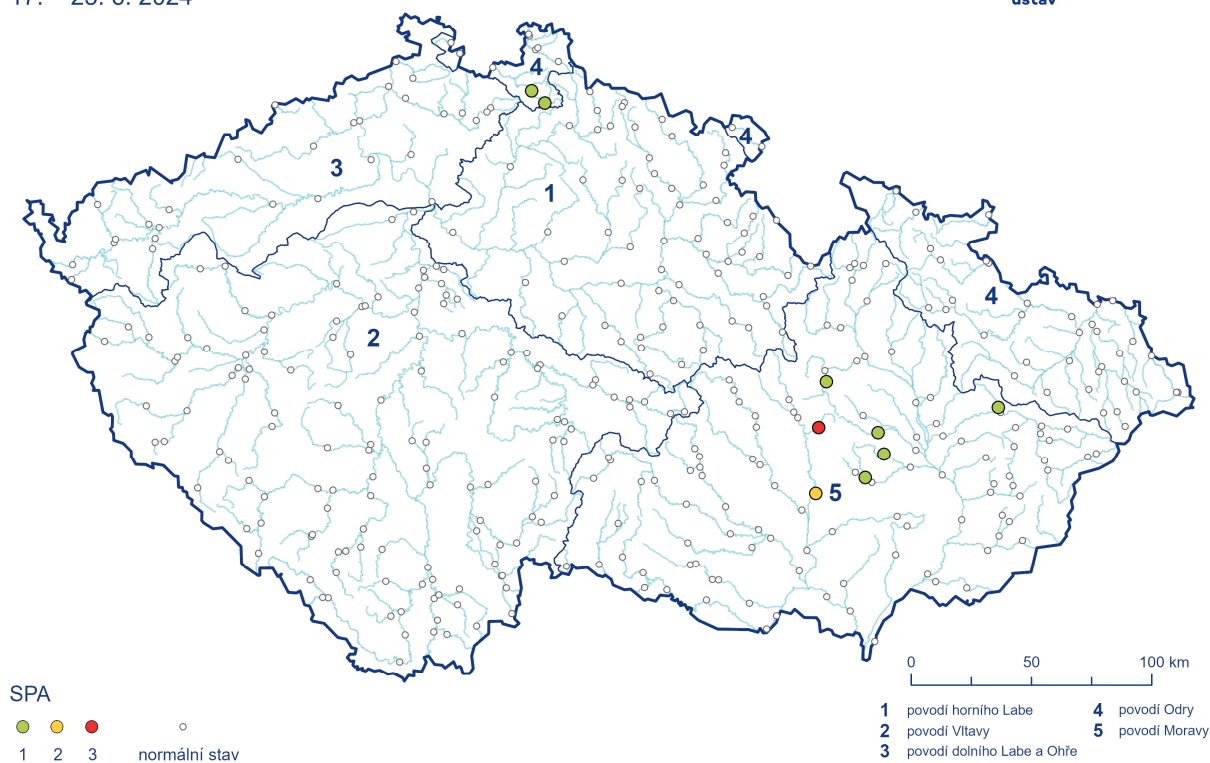 ústav
4
4
3
1
4
2
5
0 50 100 km
SPA
1 2 3 normální stav
1 povodí horního Labe
2 povodí Vltavy
3 povodí dolního Labe a Ohře
4 povodí Odry
5 povodí Moravy